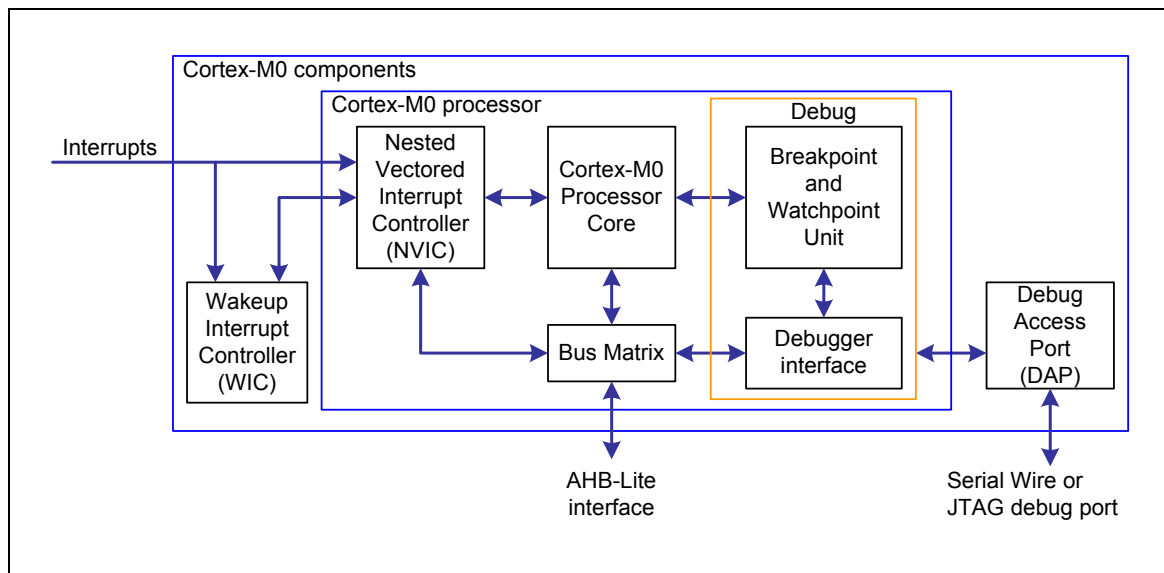 Cortex-M0 components
Cortex-M0 processor
Debug
Interrupts
Nested
Vectored
Interrupt
Controller
(NVIC)
Cortex-M0
Processor
Core
Breakpoint
and
Watchpoint
Unit
Wakeup
Interrupt
Controller
(WIC)
Bus Matrix
Debugger
interface
Debug
Access
Port
(DAP)
AHB-Lite
interface
Serial Wire or
JTAG debug port